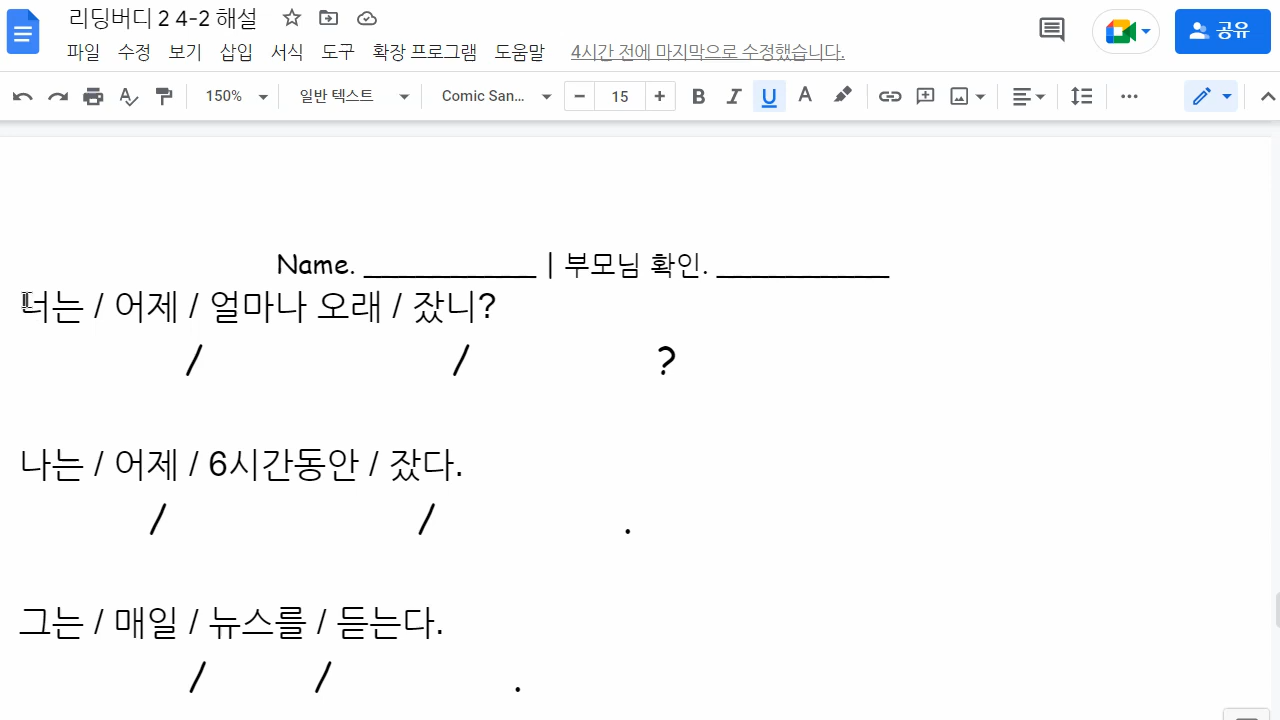 리딩버디 2 4-2 해설
공유
파일 수정 보기 삽입 서식 도구 확장 프로그램 도움말 4시간 전에 마지막으로 수정했습니다.
150% 일반 텍스트 Comic San... − 15 + B I U A ...
Name. ___________ | 부모님 확인. ___________
너는 / 어제 / 얼마나 오래 / 잤니?
/ / ?
나는 / 어제 / 6시간동안 / 잤다.
/ / .
그는 / 매일 / 뉴스를 / 듣는다.
/ / .